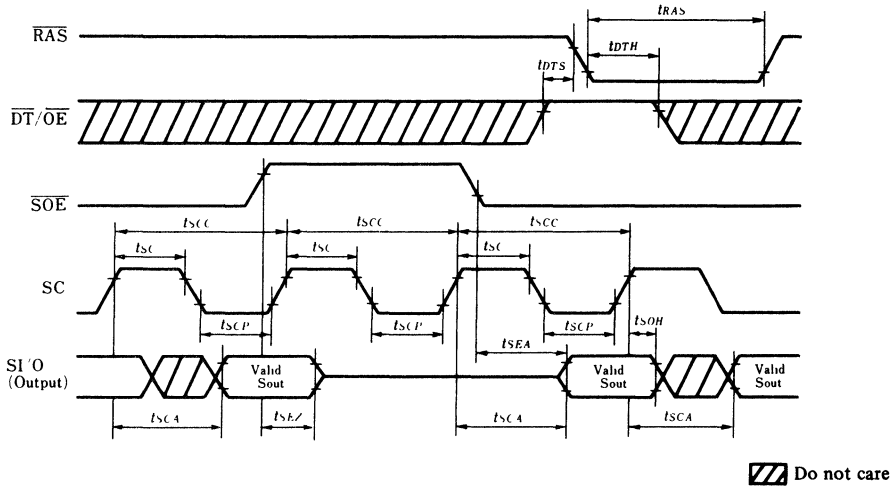 tRAS
RAS
tDTH
tDTS
DT/OE
SOE
tSCC tSCC tSCC
tSC tSC tSC
SC
tSCP tSCP tSCP
tSOH
tSEA
SI/O
(Output)
Valid
Sout
Valid
Sout
Valid
Sout
tSCA tSEZ tSCA tSCA
Do not care